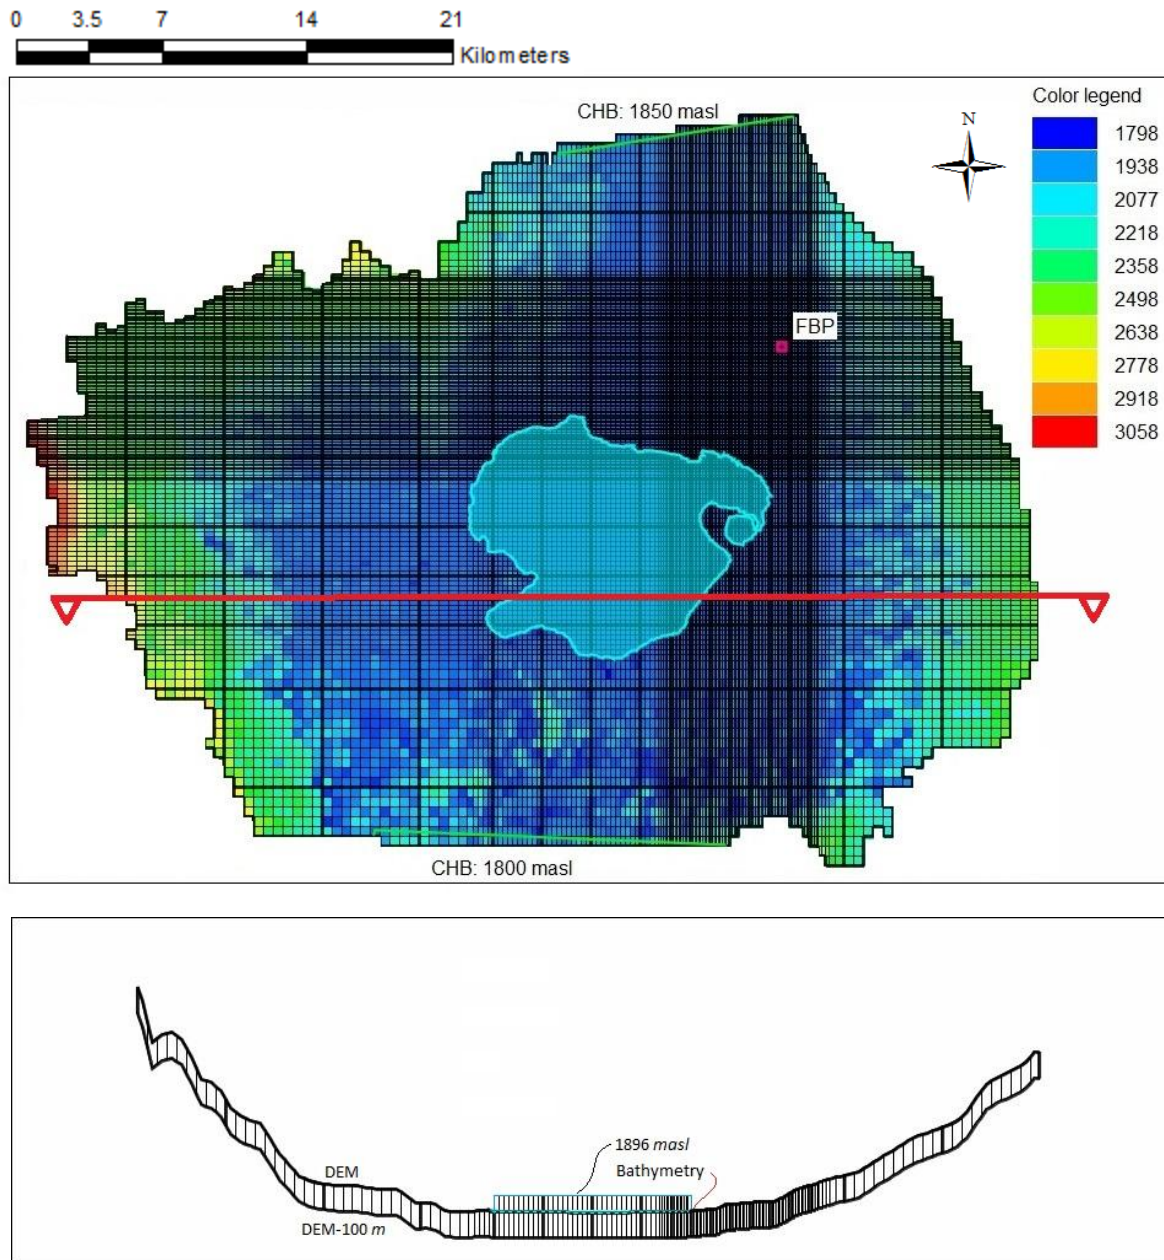 0 3.5 7 14 21
Kilometers
CHB: 1850 masl
N
Color legend
1798
1938
2077
2218
2358
2498
2638
2778
2918
3058
FBP
CHB: 1800 masl
1896 masl
Bathymetry
DEM
DEM-100 m